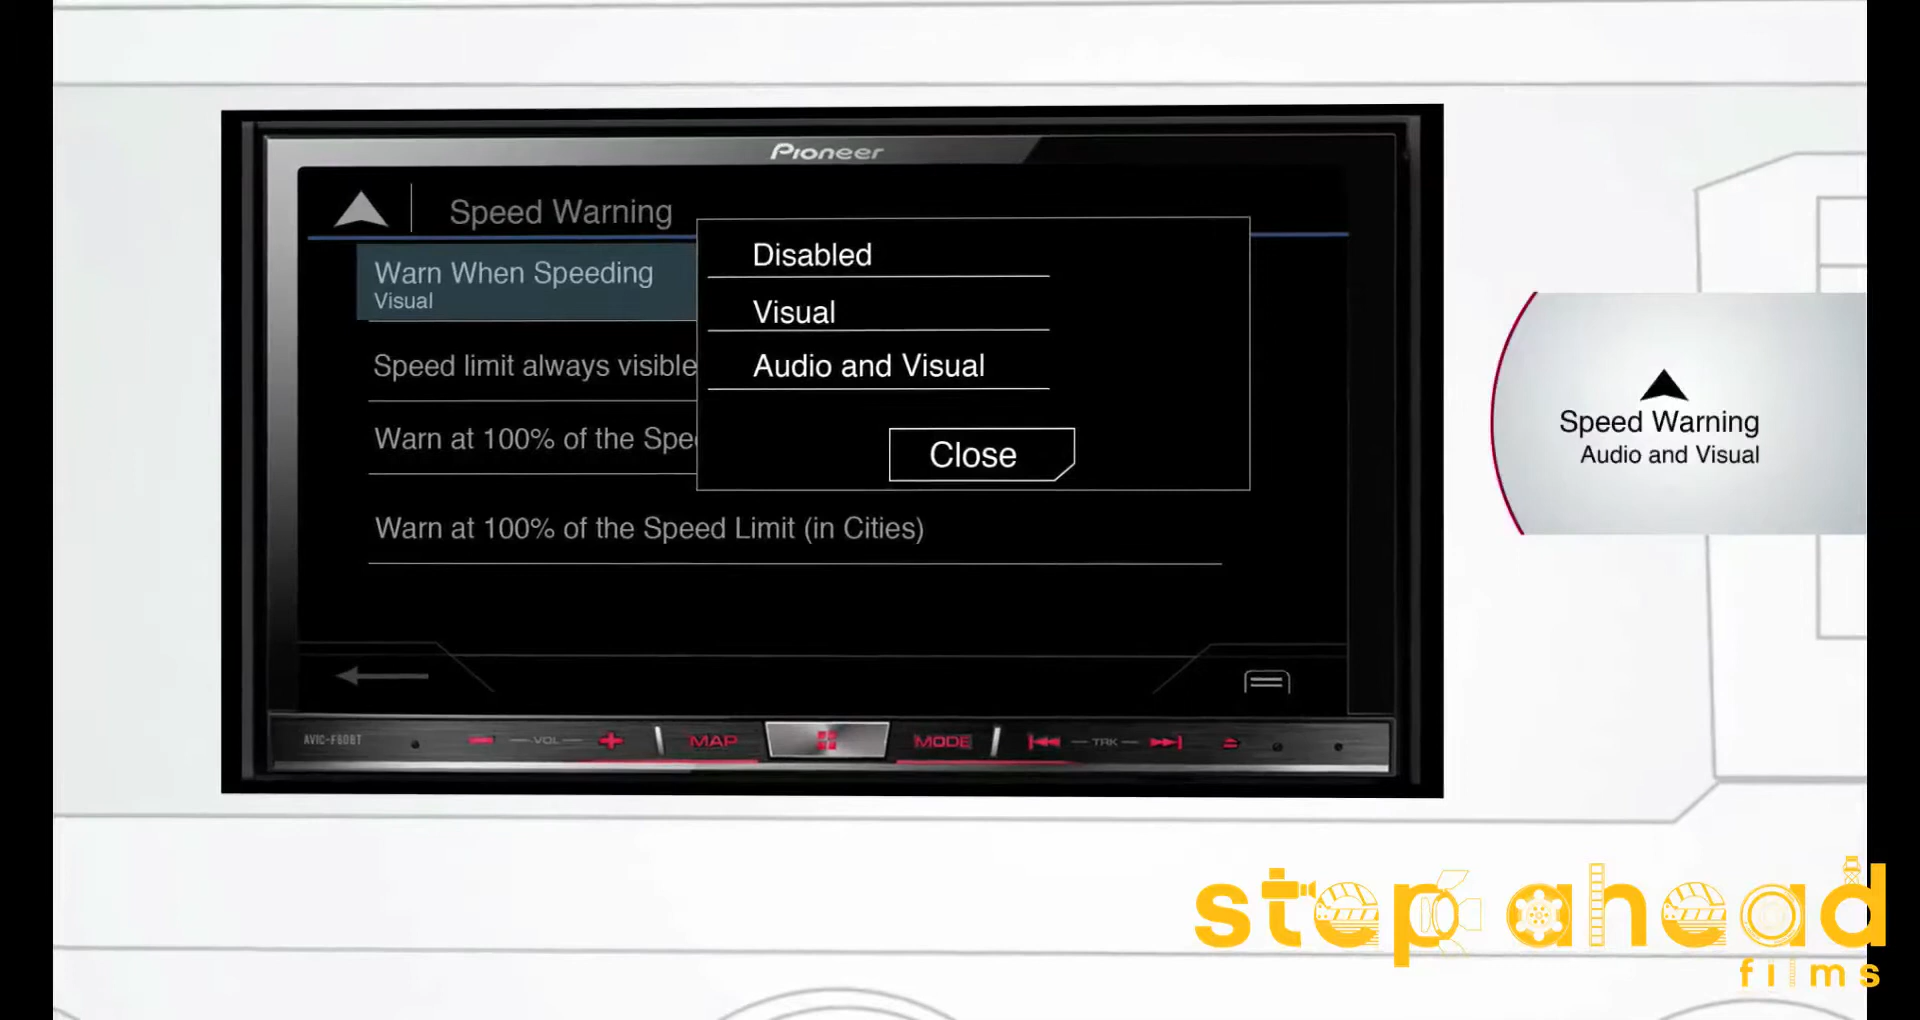 Pioneer
Speed Warning
Warn When Speeding
Visual
Speed limit always visible
Warn at 100% of the Spe
Warn at 100% of the Speed Limit (in Cities)
Disabled
Visual
Audio and Visual
Close
AVIC-F60BT
VOL
MAP
MODE
TRK
Speed Warning
Audio and Visual
step ahead
films